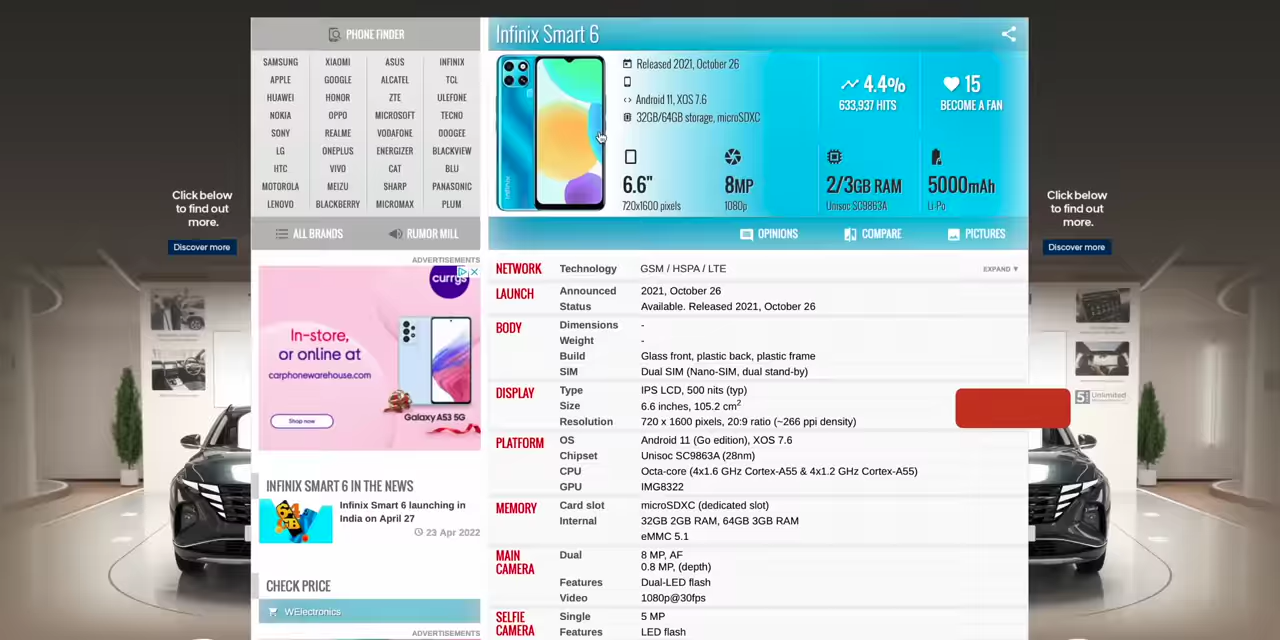 PHONE FINDER
SAMSUNG XIAOMI ASUS INFINIX
APPLE GOOGLE ALCATEL TCL
HUAWEI HONOR ZTE ULEFONE
NOKIA OPPO MICROSOFT TECNO
SONY REALME VODAFONE DOOGEE
LG ONEPLUS ENERGIZER BLACKVIEW
HTC VIVO CAT BLU
MOTOROLA MEIZU SHARP PANASONIC
LENOVO BLACKBERRY MICROMAX PLUM
ALL BRANDS RUMOR MILL
Infinix Smart 6
Released 2021, October 26
Android 11, XOS 7.6
32GB/64GB storage, microSDXC
4.4%
633,937 HITS
15
BECOME A FAN
6.6"
720x1600 pixels
8MP
1080p
2/3GB RAM
Unisoc SC9863A
5000mAh
Li-Po
Infinix
OPINIONS COMPARE PICTURES
Click below
to find out
more.
Discover more
Click below
to find out
more.
Discover more
ADVERTISEMENTS
currys
In-store,
or online at
carphonewarehouse.com
Shop now
Galaxy A53 5G
INFINIX SMART 6 IN THE NEWS
Infinix Smart 6 launching in
India on April 27
23 Apr 2022
CHECK PRICE
WElectronics
ADVERTISEMENTS
NETWORK Technology GSM / HSPA / LTE EXPAND ▼
LAUNCH Announced 2021, October 26
Status Available. Released 2021, October 26
BODY Dimensions -
Weight -
Build Glass front, plastic back, plastic frame
SIM Dual SIM (Nano-SIM, dual stand-by)
DISPLAY Type IPS LCD, 500 nits (typ)
Size 6.6 inches, 105.2 cm2
Resolution 720 x 1600 pixels, 20:9 ratio (~266 ppi density)
PLATFORM OS Android 11 (Go edition), XOS 7.6
Chipset Unisoc SC9863A (28nm)
CPU Octa-core (4x1.6 GHz Cortex-A55 & 4x1.2 GHz Cortex-A55)
GPU IMG8322
MEMORY Card slot microSDXC (dedicated slot)
Internal 32GB 2GB RAM, 64GB 3GB RAM
eMMC 5.1
MAIN
CAMERA Dual 8 MP, AF
0.8 MP, (depth)
Features Dual-LED flash
Video 1080p@30fps
SELFIE
CAMERA Single 5 MP
Features LED flash
5 Unlimited